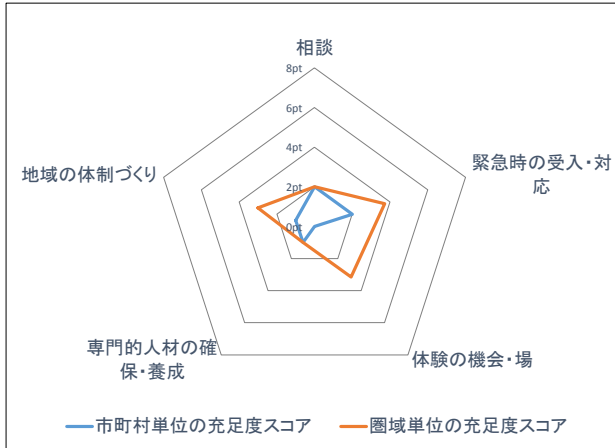 相談
8pt
6pt
4pt
2pt
0pt
緊急時の受入・対
応
体験の機会・場
専門的人材の確
保・養成
地域の体制づくり
市町村単位の充足度スコア
圏域単位の充足度スコア